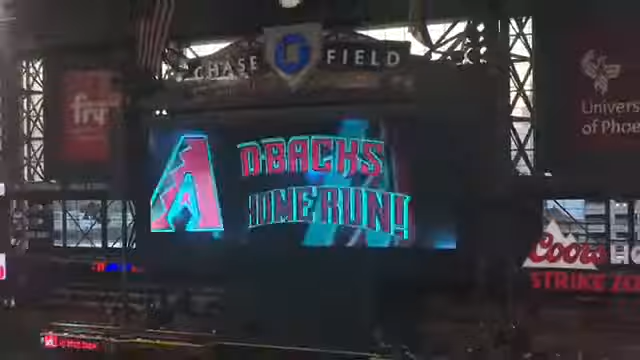 CHASE FIELD
fry
University
of Phoe
D-BACKS
HOME RUN!
Coors
STRIKE ZO